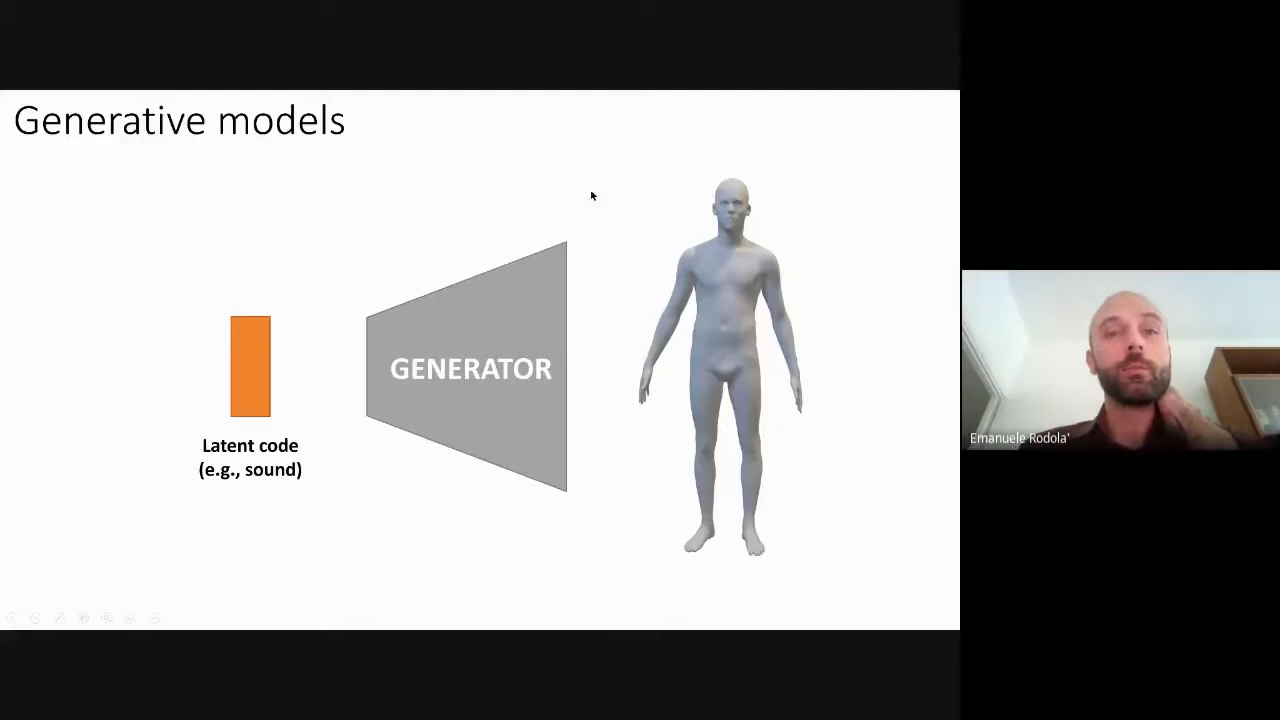 Generative models
GENERATOR
Latent code
(e.g., sound)
Emanuele Rodola'